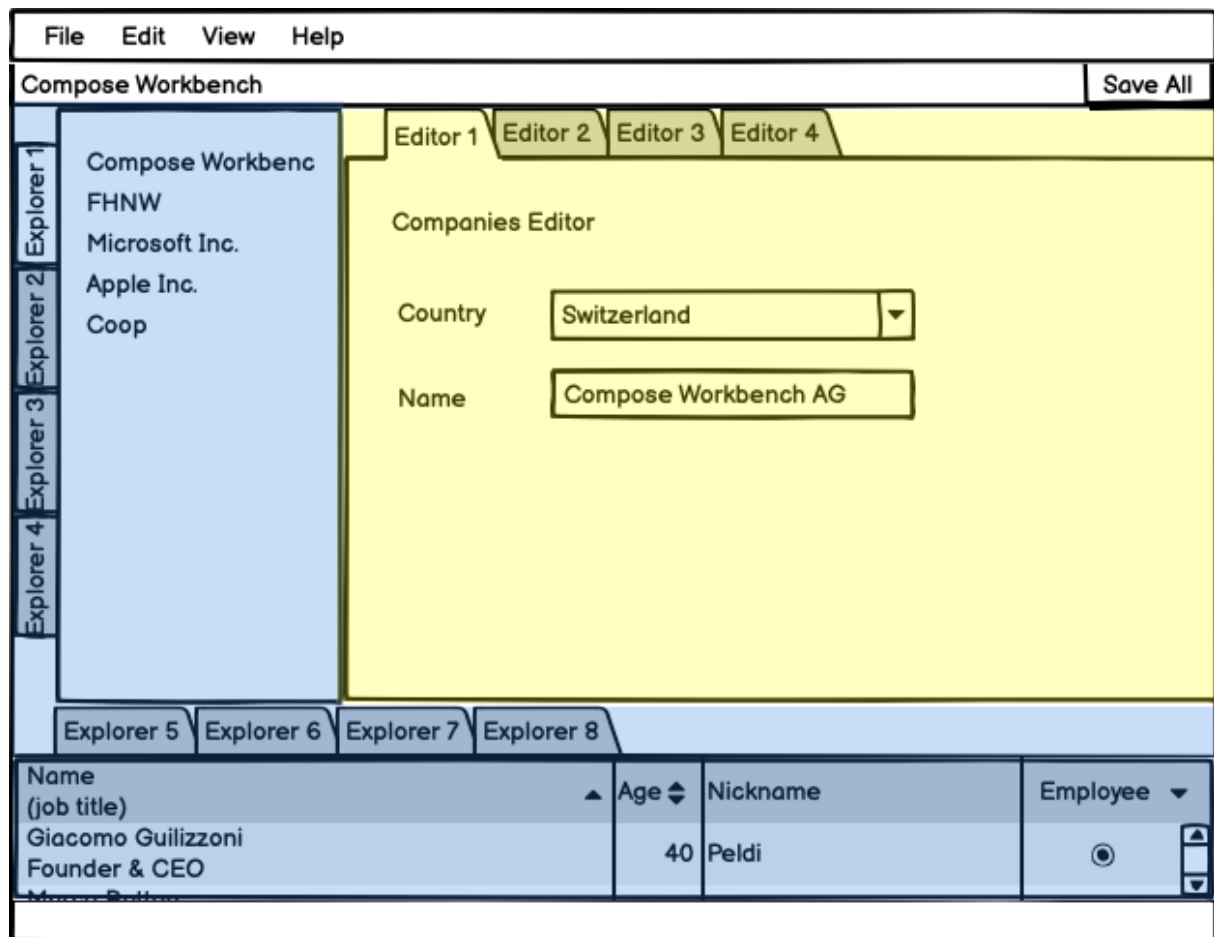 File Edit View Help
Compose Workbench Save All
Explorer 1
Explorer 2
Explorer 3
Explorer 4
Compose Workbenc
FHNW
Microsoft Inc.
Apple Inc.
Coop
Editor 1 Editor 2 Editor 3 Editor 4
Companies Editor
Country Switzerland
Name Compose Workbench AG
Explorer 5 Explorer 6 Explorer 7 Explorer 8
Name
(job title) Age Nickname Employee
Giacomo Guilizzoni
Founder & CEO 40 Peldi